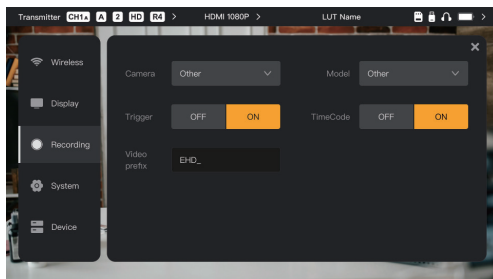 Transmitter CH1 A 2 HD R4 > HDMI 1080P > LUT Name >
Wireless
Display
Recording
System
Device
Camera Other Model Other
Trigger OFF ON TimeCode OFF ON
Video
prefix EHD_